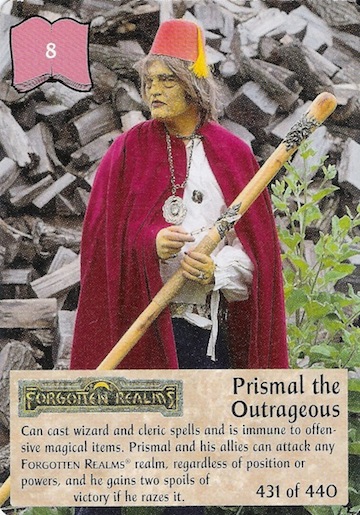 8
FORGOTTEN REALMS
Prismal the
Outrageous
Can cast wizard and cleric spells and is immune to offen-
sive magical items. Prismal and his allies can attack any
FORGOTTEN REALMS® realm, regardless of position or
powers, and he gains two spoils of
victory if he razes it.
431 of 440